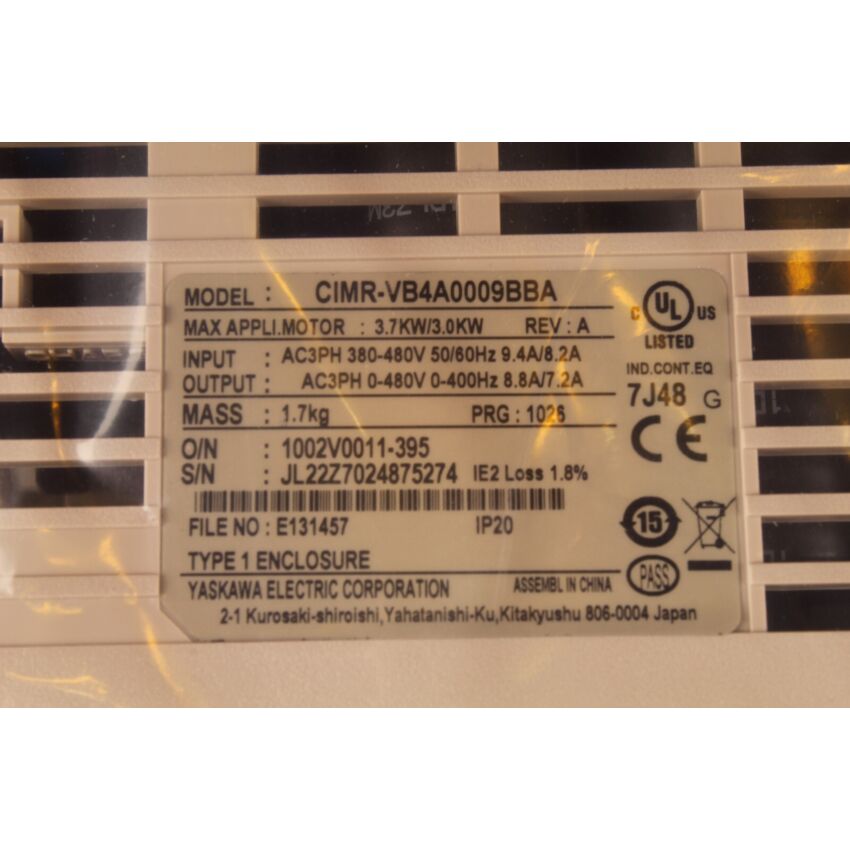 MODEL : CIMR-VB4A0009BBA
MAX APPLI.MOTOR : 3.7KW/3.0KW REV : A
INPUT : AC3PH 380-480V 50/60Hz 9.4A/8.2A
OUTPUT : AC3PH 0-480V 0-400Hz 8.8A/7.2A
MASS : 1.7kg PRG : 1026
O/N : 1002V0011-395
S/N : JL22Z7024875274 IE2 Loss 1.8%
FILE NO : E131457 IP20
TYPE 1 ENCLOSURE
YASKAWA ELECTRIC CORPORATION ASSEMBL IN CHINA
2-1 Kurosaki-shiroishi,Yahatanishi-Ku,Kitakyushu 806-0004 Japan
C UL US
LISTED
IND.CONT.EQ
7J48 G
CE
15
PASS